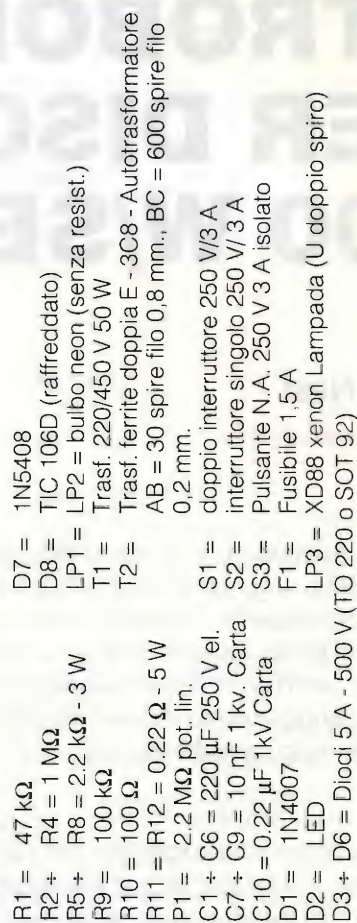 R1 = 47 kΩ
R2 ÷ R4 = 1 MΩ
R5 ÷ R8 = 2.2 kΩ - 3 W
R9 = 100 kΩ
R10 = 100 Ω
R11 = R12 = 0.22 Ω - 5 W
P1 = 2.2 MΩ pot. lin.
C1 ÷ C6 = 220 µF 250 V el.
C7 ÷ C9 = 10 nF 1 kv. Carta
C10 = 0.22 µF 1kV Carta
D1 = 1N4007
D2 = LED
D3 ÷ D6 = Diodi 5 A - 500 V (TO 220 o SOT 92)
D7 = 1N5408
D8 = TIC 106D (raffreddato)
LP1 = LP2 = bulbo neon (senza resist.)
T1 = Trasf. 220/450 V 50 W
T2 = Trasf. ferrite doppia E - 3C8 - Autotrasformatore
AB = 30 spire filo 0,8 mm., BC = 600 spire filo
0,2 mm.
S1 = doppio interruttore 250 V/3 A
S2 = interruttore singolo 250 V/ 3 A
S3 = Pulsante N.A. 250 V 3 A isolato
F1 = Fusibile 1,5 A
LP3 = XD88 xenon Lampada (U doppio spiro)